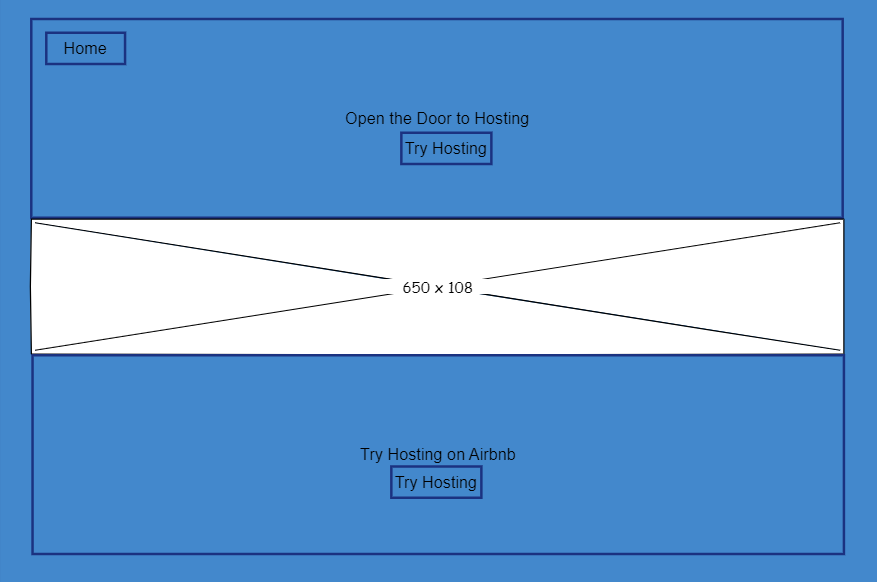 Home
Open the Door to Hosting
Try Hosting
650 x 108
Try Hosting on Airbnb
Try Hosting